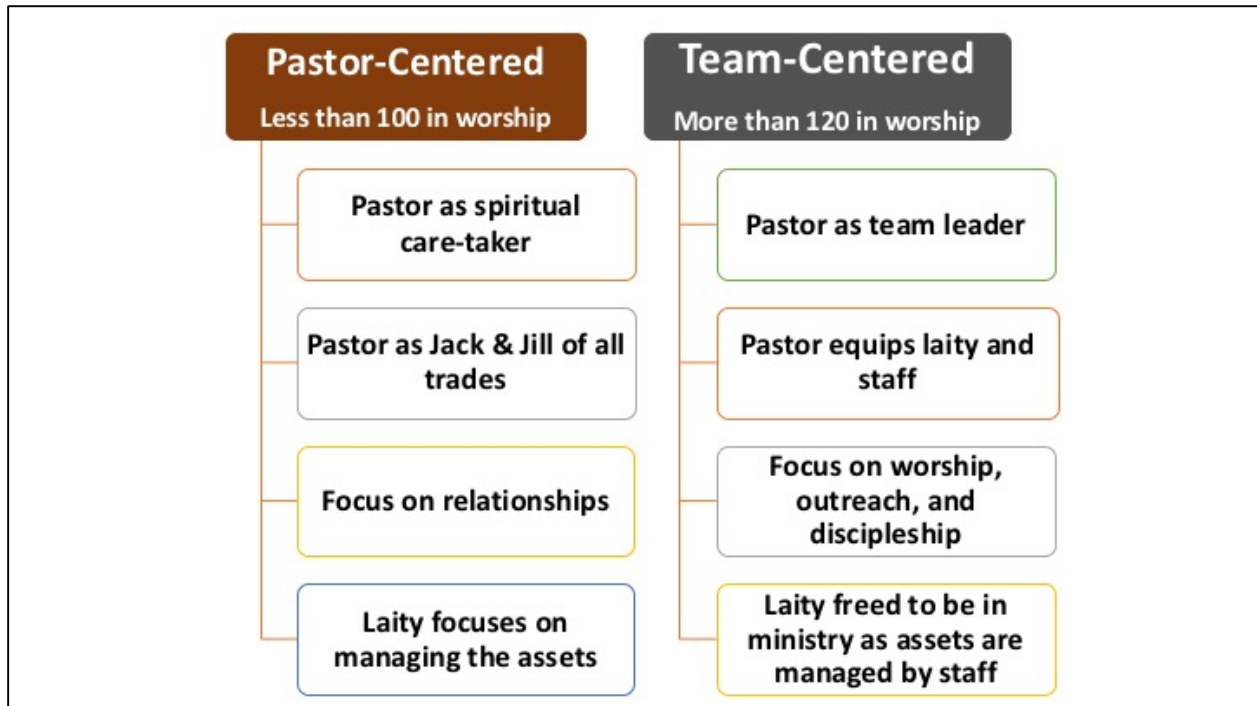 Pastor-Centered
Less than 100 in worship
Pastor as spiritual
care-taker
Pastor as Jack & Jill of all
trades
Focus on relationships
Laity focuses on
managing the assets
Team-Centered
More than 120 in worship
Pastor as team leader
Pastor equips laity and
staff
Focus on worship,
outreach, and
discipleship
Laity freed to be in
ministry as assets are
managed by staff